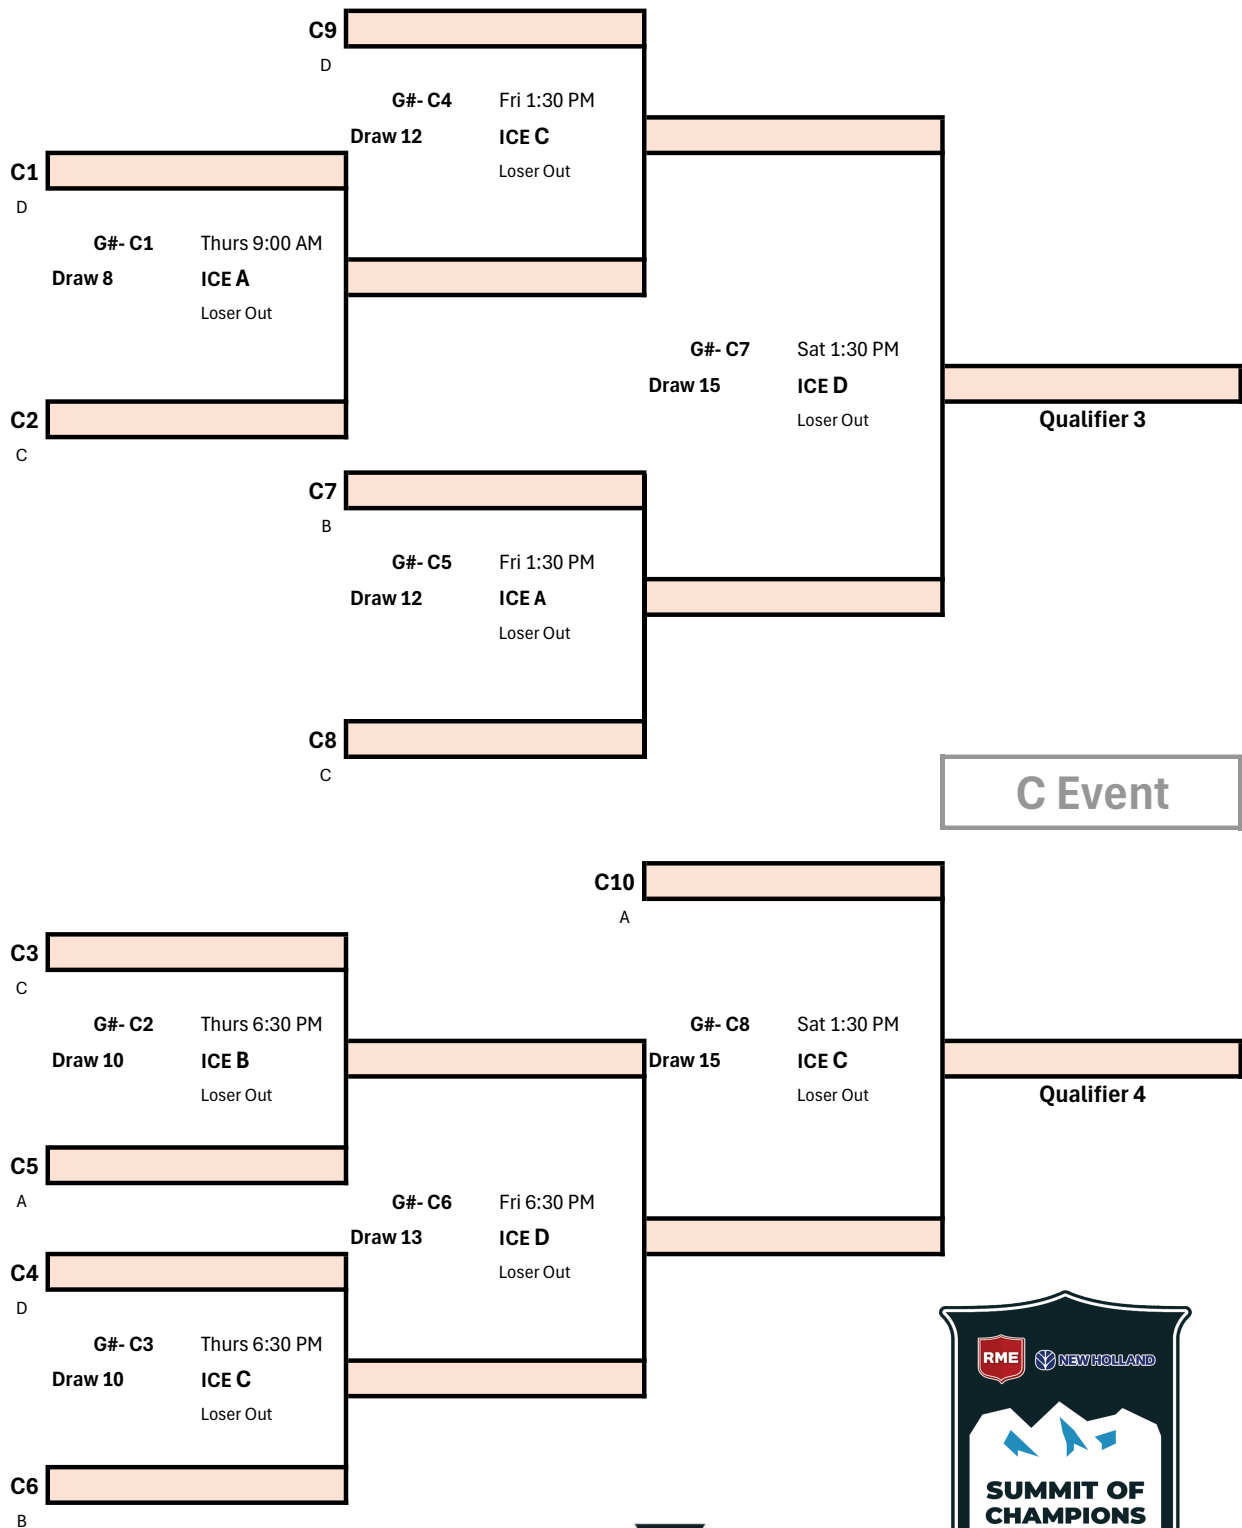 C9
D
G#- C4 Fri 1:30 PM
Draw 12 ICE C
Loser Out
C1
D
G#- C1 Thurs 9:00 AM
Draw 8 ICE A
Loser Out
C2
C
G#- C7 Sat 1:30 PM
Draw 15 ICE D
Loser Out
Qualifier 3
C7
B
G#- C5 Fri 1:30 PM
Draw 12 ICE A
Loser Out
C8
C
C Event
C10
A
C3
C
G#- C2 Thurs 6:30 PM
Draw 10 ICE B
Loser Out
C5
A
G#- C8 Sat 1:30 PM
Draw 15 ICE C
Loser Out
Qualifier 4
G#- C6 Fri 6:30 PM
Draw 13 ICE D
Loser Out
C4
D
G#- C3 Thurs 6:30 PM
Draw 10 ICE C
Loser Out
C6
B
RME NEW HOLLAND
SUMMIT OF
CHAMPIONS